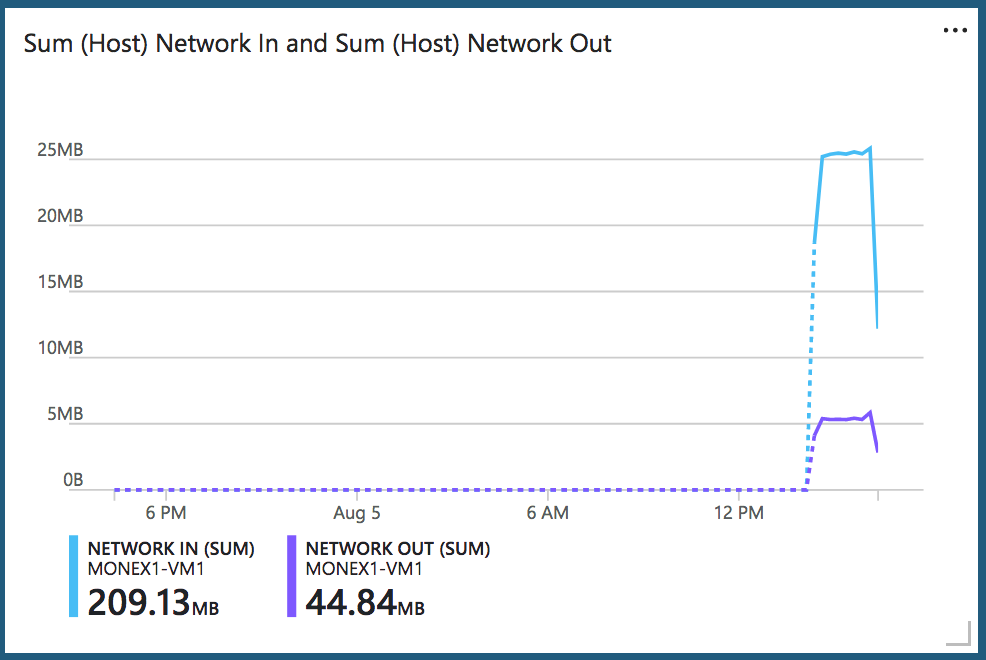 Sum (Host) Network In and Sum (Host) Network Out
25MB
20MB
15MB
10MB
5MB
0B
6 PM Aug 5 6 AM 12 PM
NETWORK IN (SUM) NETWORK OUT (SUM)
MONEX1-VM1 MONEX1-VM1
209.13MB 44.84MB